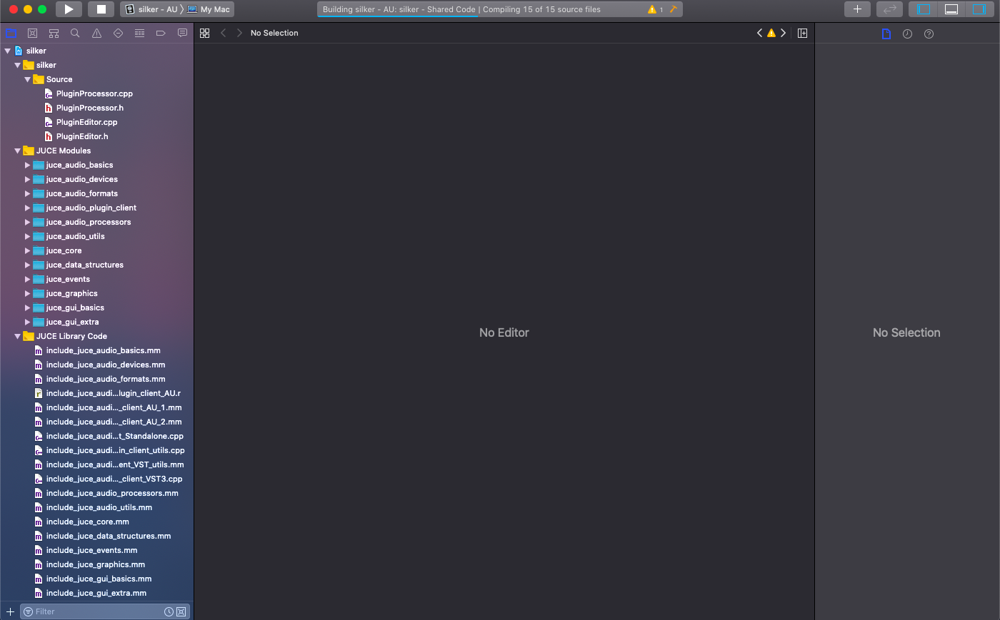 silker - AU 〉 My Mac
Building silker - AU: silker - Shared Code | Compiling 15 of 15 source files
1
No Selection
silker
silker
Source
PluginProcessor.cpp
PluginProcessor.h
PluginEditor.cpp
PluginEditor.h
JUCE Modules
juce_audio_basics
juce_audio_devices
juce_audio_formats
juce_audio_plugin_client
juce_audio_processors
juce_audio_utils
juce_core
juce_data_structures
juce_events
juce_graphics
juce_gui_basics
juce_gui_extra
JUCE Library Code
include_juce_audio_basics.mm
include_juce_audio_devices.mm
include_juce_audio_formats.mm
include_juce_audi...lugin_client_AU.r
include_juce_audi..._client_AU_1.mm
include_juce_audi..._client_AU_2.mm
include_juce_audi...t_Standalone.cpp
include_juce_audi...in_client_utils.cpp
include_juce_audi...ent_VST_utils.mm
include_juce_audi..._client_VST3.cpp
include_juce_audio_processors.mm
include_juce_audio_utils.mm
include_juce_core.mm
include_juce_data_structures.mm
include_juce_events.mm
include_juce_graphics.mm
include_juce_gui_basics.mm
include_juce_gui_extra.mm
Filter
No Editor
No Selection